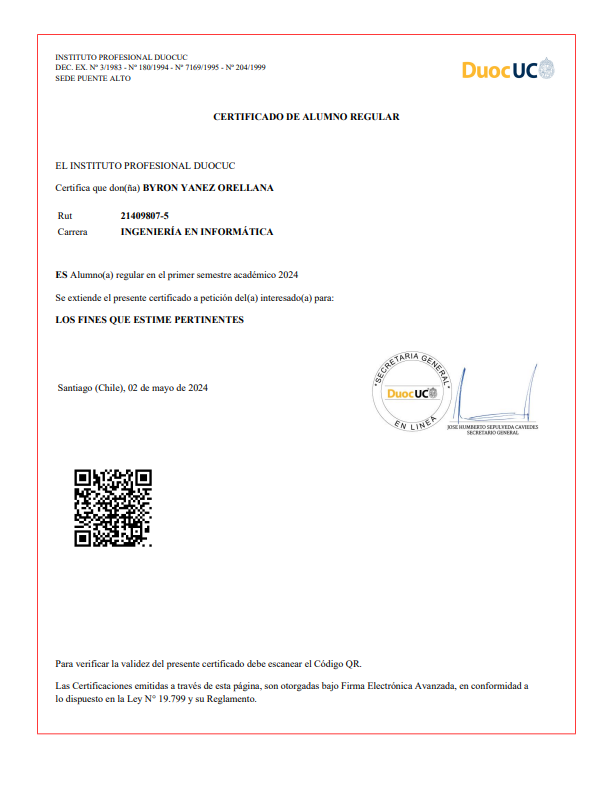 INSTITUTO PROFESIONAL DUOCUC
DEC. EX. Nº 3/1983 - Nº 180/1994 - Nº 7169/1995 - Nº 204/1999
SEDE PUENTE ALTO
DuocUC
CERTIFICADO DE ALUMNO REGULAR
EL INSTITUTO PROFESIONAL DUOCUC
Certifica que don(ña) BYRON YANEZ ORELLANA
Rut 21409807-5
Carrera INGENIERÍA EN INFORMÁTICA
ES Alumno(a) regular en el primer semestre académico 2024
Se extiende el presente certificado a petición del(a) interesado(a) para:
LOS FINES QUE ESTIME PERTINENTES
Santiago (Chile), 02 de mayo de 2024
*SECRETARIA GENERAL*
DuocUC
EN LINEA
JOSE HUMBERTO SEPULVEDA CAVIEDES
SECRETARIO GENERAL
Para verificar la validez del presente certificado debe escanear el Código QR.
Las Certificaciones emitidas a través de esta página, son otorgadas bajo Firma Electrónica Avanzada, en conformidad a
lo dispuesto en la Ley N° 19.799 y su Reglamento.